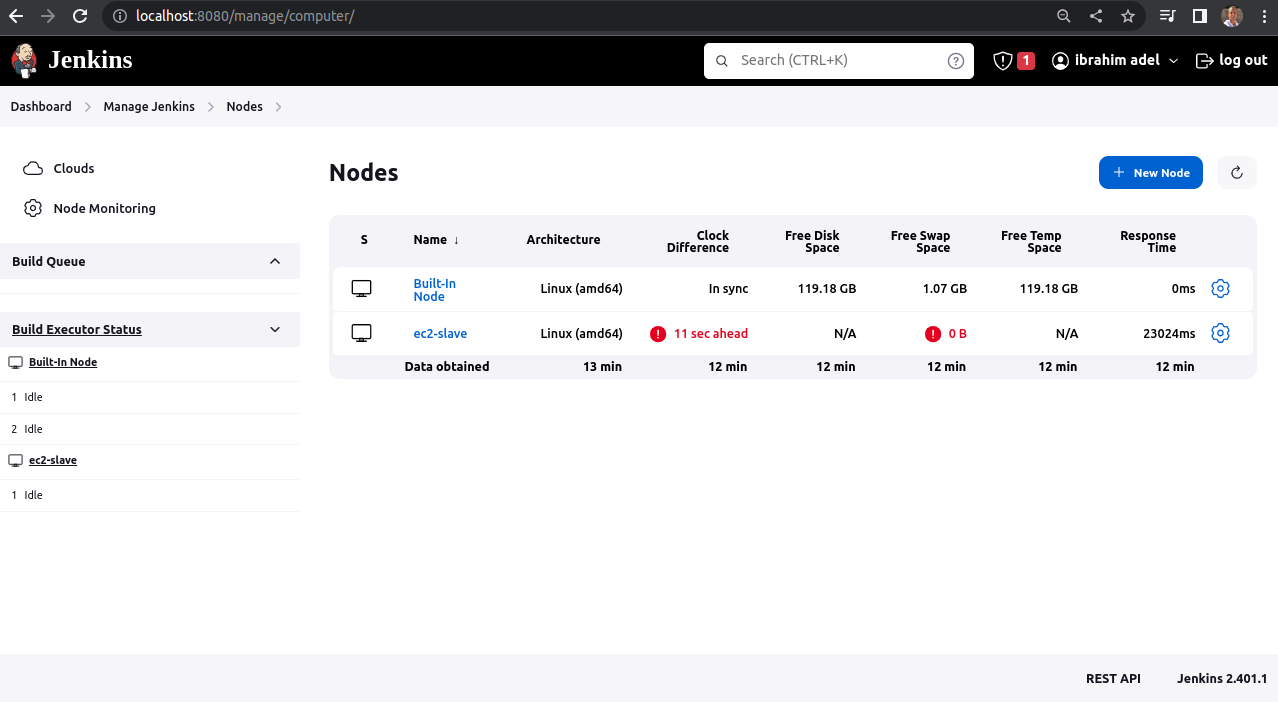 localhost:8080/manage/computer/
Jenkins
Search (CTRL+K)
1
ibrahim adel
log out
Dashboard
Manage Jenkins
Nodes
Clouds
Node Monitoring
Build Queue
Build Executor Status
Built-In Node
1 Idle
2 Idle
ec2-slave
1 Idle
Nodes
+ New Node
S Name ↓ Architecture Clock Difference Free Disk Space Free Swap Space Free Temp Space Response Time
Built-In Node Linux (amd64) In sync 119.18 GB 1.07 GB 119.18 GB 0ms
ec2-slave Linux (amd64) 11 sec ahead N/A 0 B N/A 23024ms
Data obtained 13 min 12 min 12 min 12 min 12 min 12 min
REST API
Jenkins 2.401.1